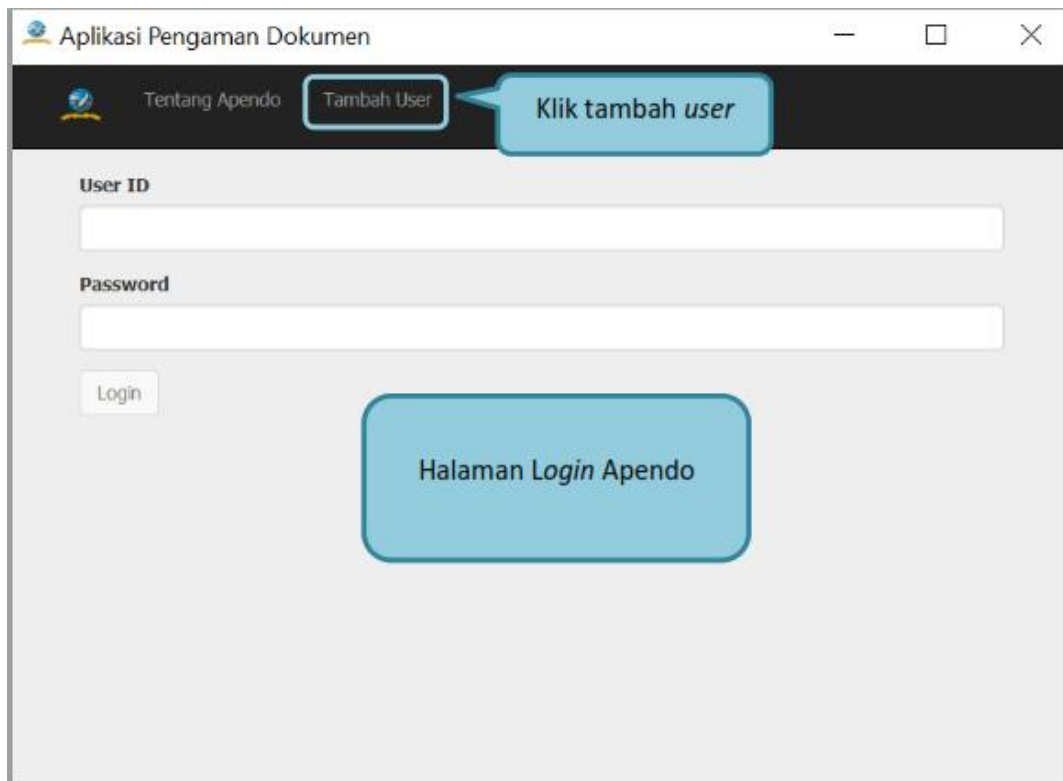 Aplikasi Pengaman Dokumen
Tentang Apendo
Tambah User
Klik tambah user
User ID
Password
Login
Halaman Login Apendo